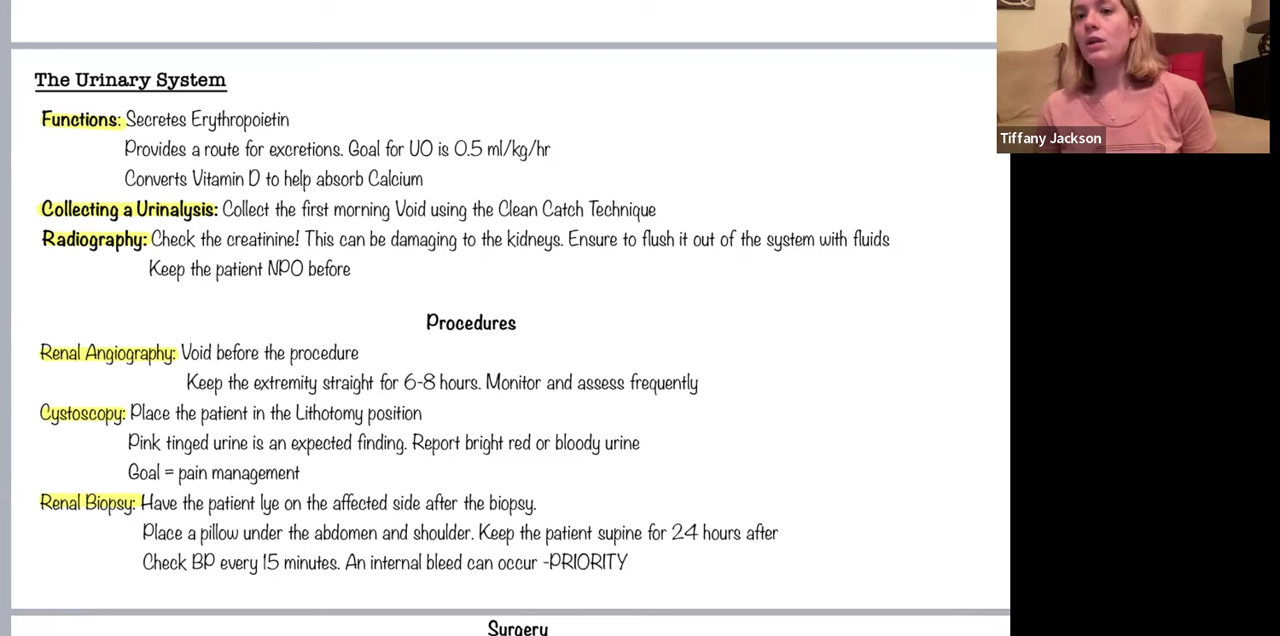 The Urinary System
Functions: Secretes Erythropoietin
Provides a route for excretions. Goal for UO is 0.5 ml/kg/hr
Converts Vitamin D to help absorb Calcium
Collecting a Urinalysis: Collect the first morning Void using the Clean Catch Technique
Radiography: Check the creatinine! This can be damaging to the kidneys. Ensure to flush it out of the system with fluids
Keep the patient NPO before
Procedures
Renal Angiography: Void before the procedure
Keep the extremity straight for 6-8 hours. Monitor and assess frequently
Cystoscopy: Place the patient in the Lithotomy position
Pink tinged urine is an expected finding. Report bright red or bloody urine
Goal = pain management
Renal Biopsy: Have the patient lye on the affected side after the biopsy.
Place a pillow under the abdomen and shoulder. Keep the patient supine for 24 hours after
Check BP every 15 minutes. An internal bleed can occur -PRIORITY
Surgery
Tiffany Jackson